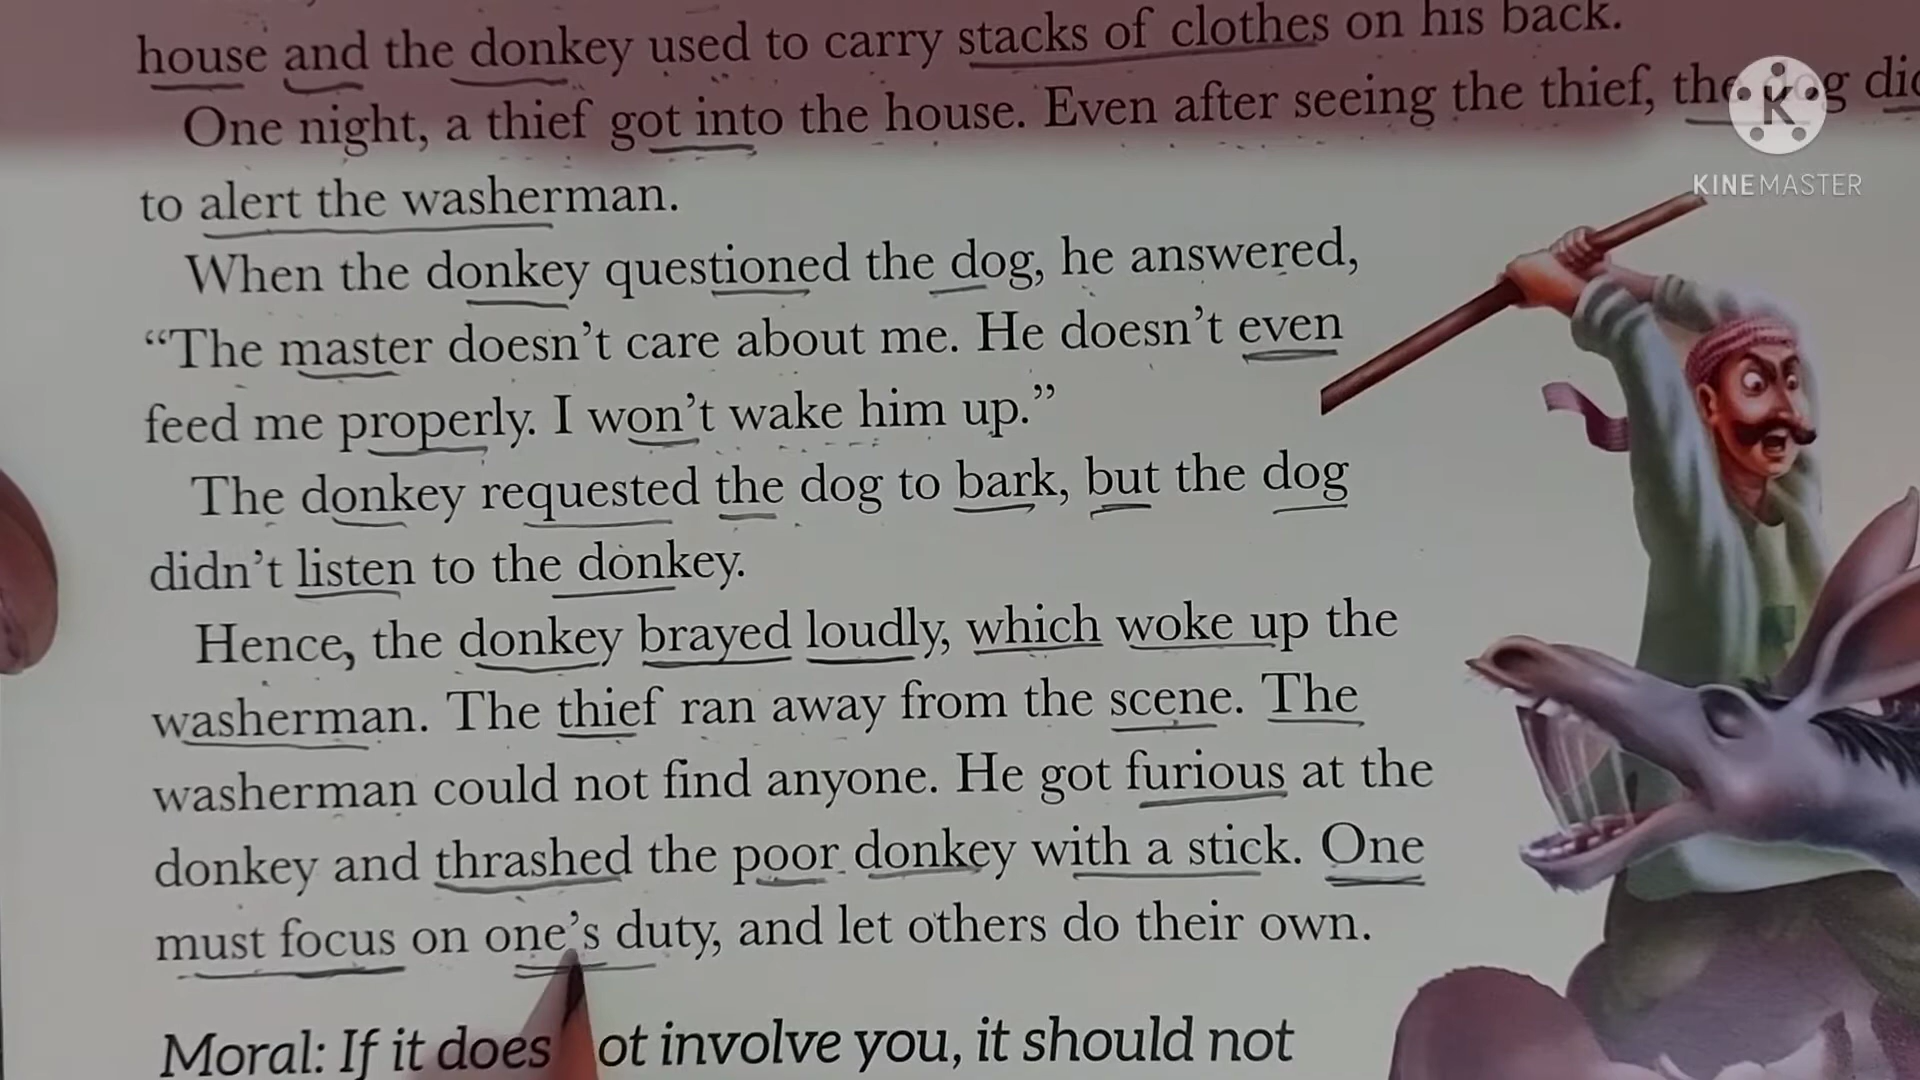 house and the donkey used to carry stacks of clothes on his back.
One night, a thief got into the house. Even after seeing the thief, the dog
to alert the washerman.
When the donkey questioned the dog, he answered,
“The master doesn’t care about me. He doesn’t even
feed me properly. I won’t wake him up.”
The donkey requested the dog to bark, but the dog
didn’t listen to the donkey.
Hence, the donkey brayed loudly, which woke up the
washerman. The thief ran away from the scene. The
washerman could not find anyone. He got furious at the
donkey and thrashed the poor donkey with a stick. One
must focus on one’s duty, and let others do their own.
Moral: If it does ot involve you, it should not
KINEMASTER